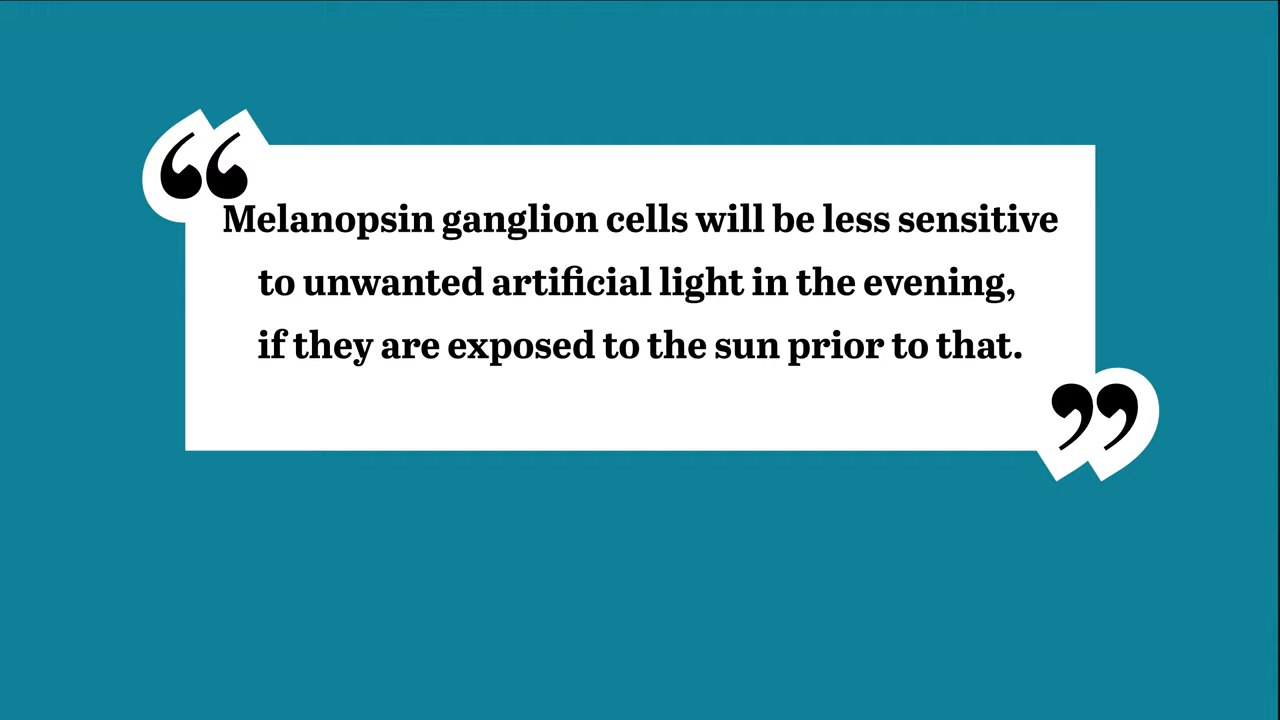 “Melanopsin ganglion cells will be less sensitive
to unwanted artificial light in the evening,
if they are exposed to the sun prior to that.”